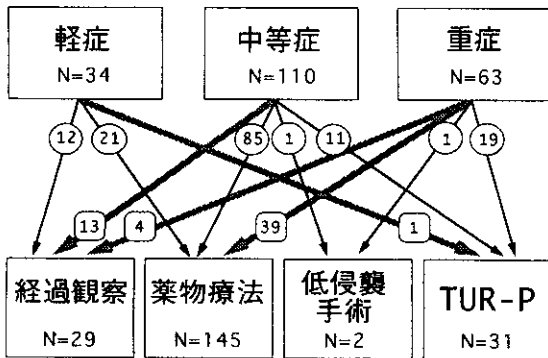 軽症
N=34
中等症
N=110
重症
N=63
12
21
85
1
11
1
19
13
4
39
1
経過観察
N=29
薬物療法
N=145
低侵襲
手術
N=2
TUR-P
N=31